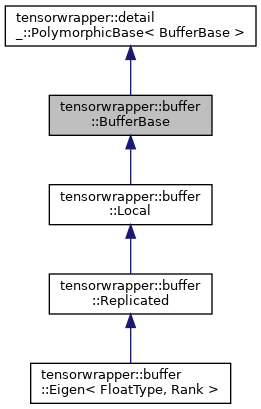 tensorwrapper::detail
_::PolymorphicBase< BufferBase >
tensorwrapper::buffer
::BufferBase
tensorwrapper::buffer
::Local
tensorwrapper::buffer
::Replicated
tensorwrapper::buffer
::Eigen< FloatType, Rank >